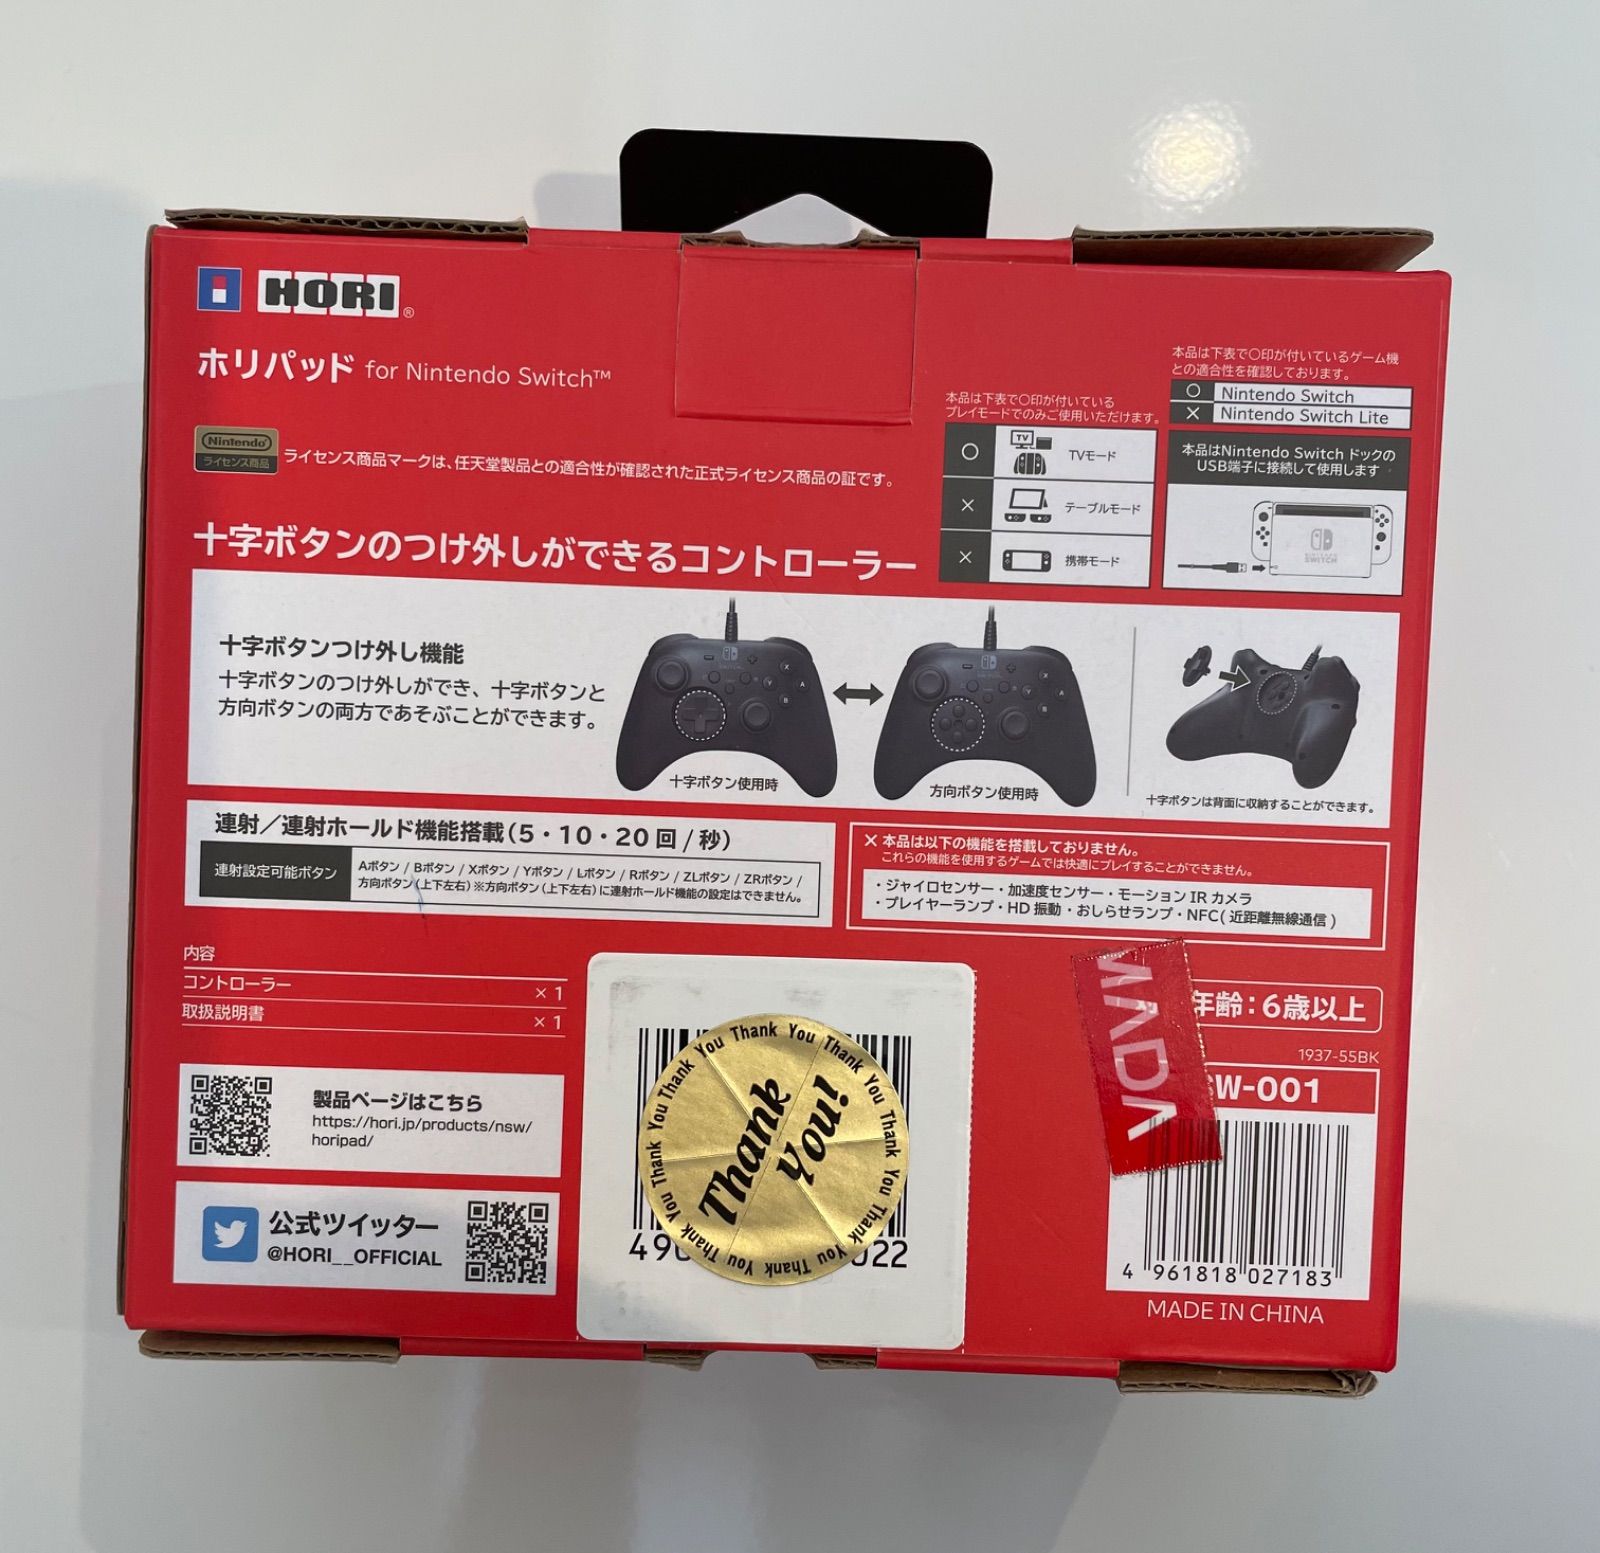 HORI®
ホリパッド for Nintendo Switch™
Nintendo
ライセンス商品
ライセンス商品マークは、任天堂製品との適合性が確認された正式ライセンス商品の証です。
本品は下表で〇印が付いている
プレイモードでのみご使用いただけます。
〇 TV TVモード
× テーブルモード
× 携帯モード
本品は下表で〇印が付いているゲーム機
との適合性を確認しております。
〇 Nintendo Switch
× Nintendo Switch Lite
本品はNintendo Switch ドックの
USB端子に接続して使用します
NINTENDO
SWITCH
十字ボタンのつけ外しができるコントローラー
十字ボタンつけ外し機能
十字ボタンのつけ外しができ、十字ボタンと
方向ボタンの両方であそぶことができます。
十字ボタン使用時
方向ボタン使用時
十字ボタンは背面に収納することができます。
連射／連射ホールド機能搭載（5・10・20 回 / 秒）
連射設定可能ボタン
Aボタン / Bボタン / Xボタン / Yボタン / Lボタン / Rボタン / ZLボタン / ZRボタン /
方向ボタン（上下左右）※方向ボタン（上下左右）に連射ホールド機能の設定はできません。
× 本品は以下の機能を搭載しておりません。
これらの機能を使用するゲームでは快適にプレイすることができません。
・ジャイロセンサー・加速度センサー・モーション IR カメラ
・プレイヤーランプ・HD 振動・おしらせランプ・NFC( 近距離無線通信 )
内容
コントローラー × 1
取扱説明書 × 1
製品ページはこちら
https://hori.jp/products/nsw/
horipad/
公式ツイッター
@HORI__OFFICIAL
Thank You Thank You Thank You Thank You Thank You Thank You Thank You Thank You
Thank
You!
49 022
年齢：6歳以上
1937-55BK
W-001
4 961818 027183
MADE IN CHINA